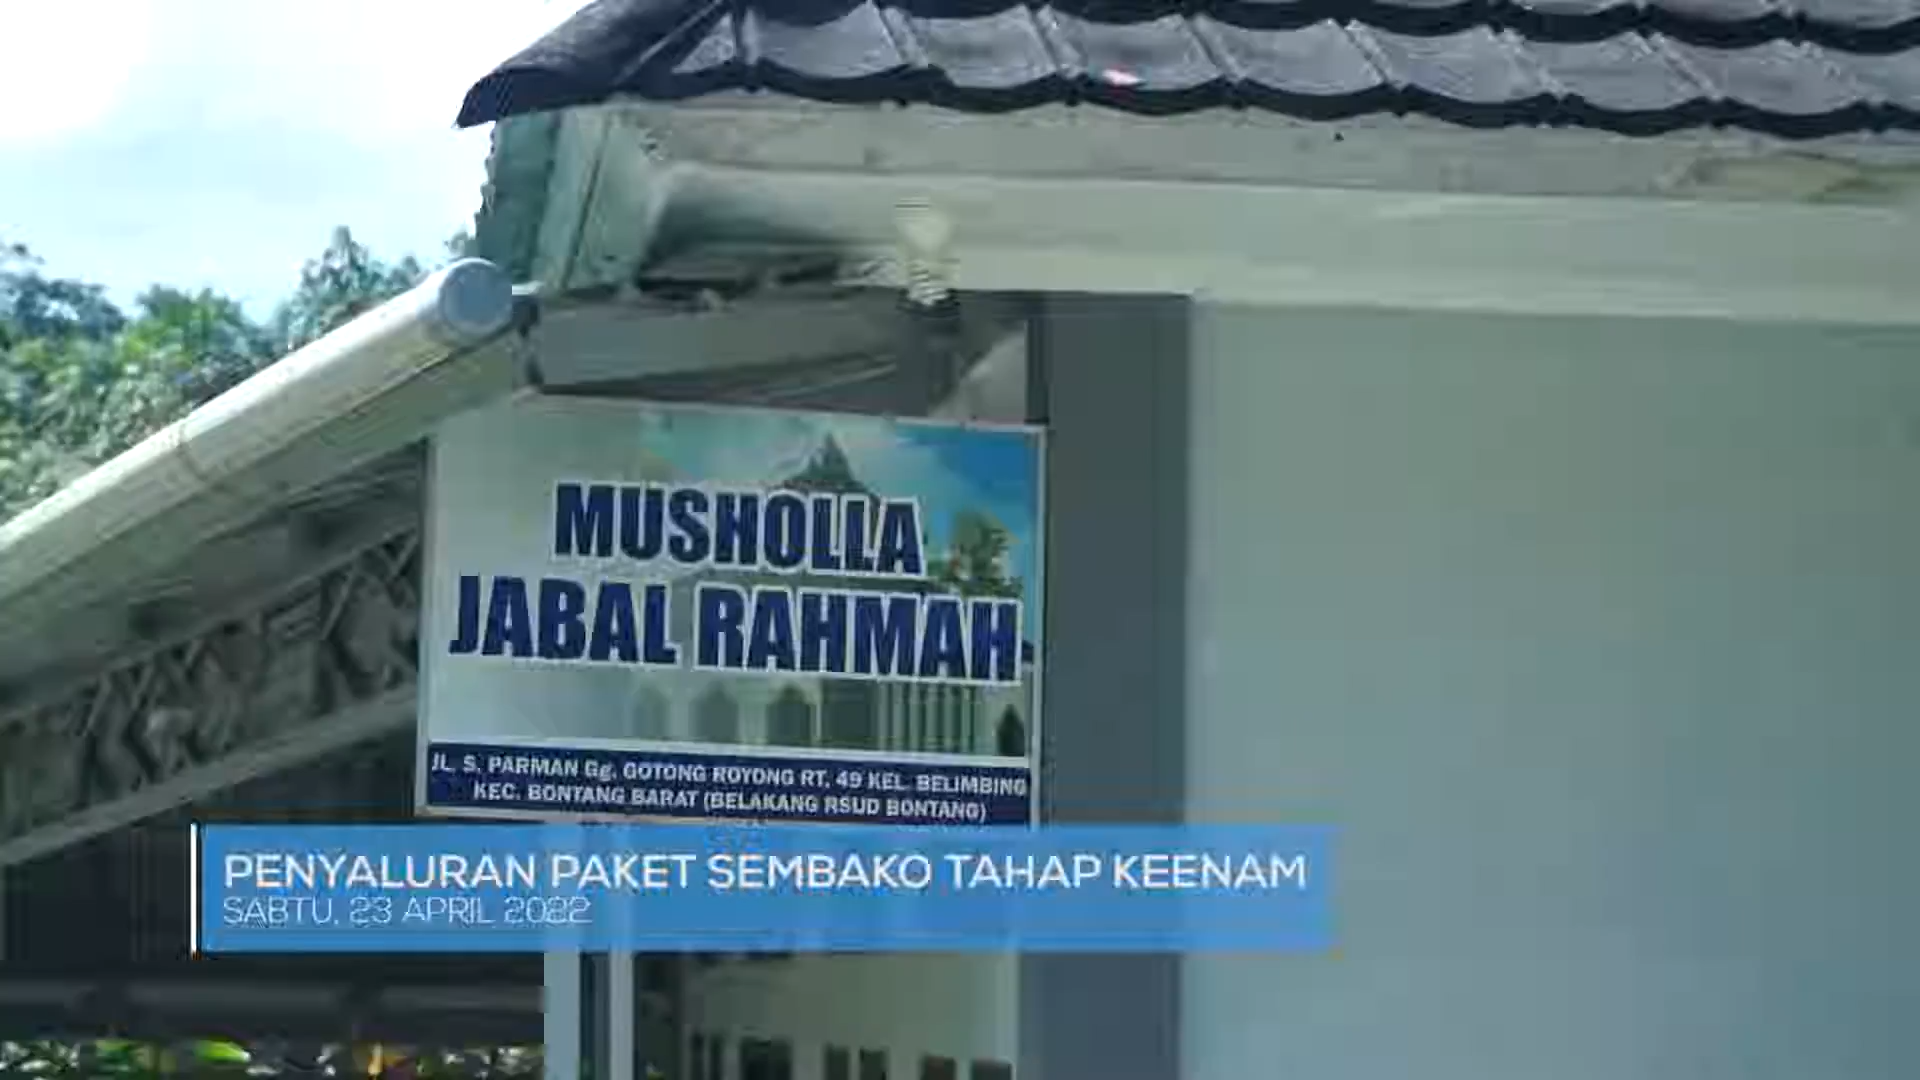 MUSHOLLA
JABAL RAHMAH
JL. S. PARMAN Gg. GOTONG ROYONG RT. 49 KEL. BELIMBING
KEC. BONTANG BARAT (BELAKANG RSUD BONTANG)
PENYALURAN PAKET SEMBAKO TAHAP KEENAM
SABTU, 23 APRIL 2022